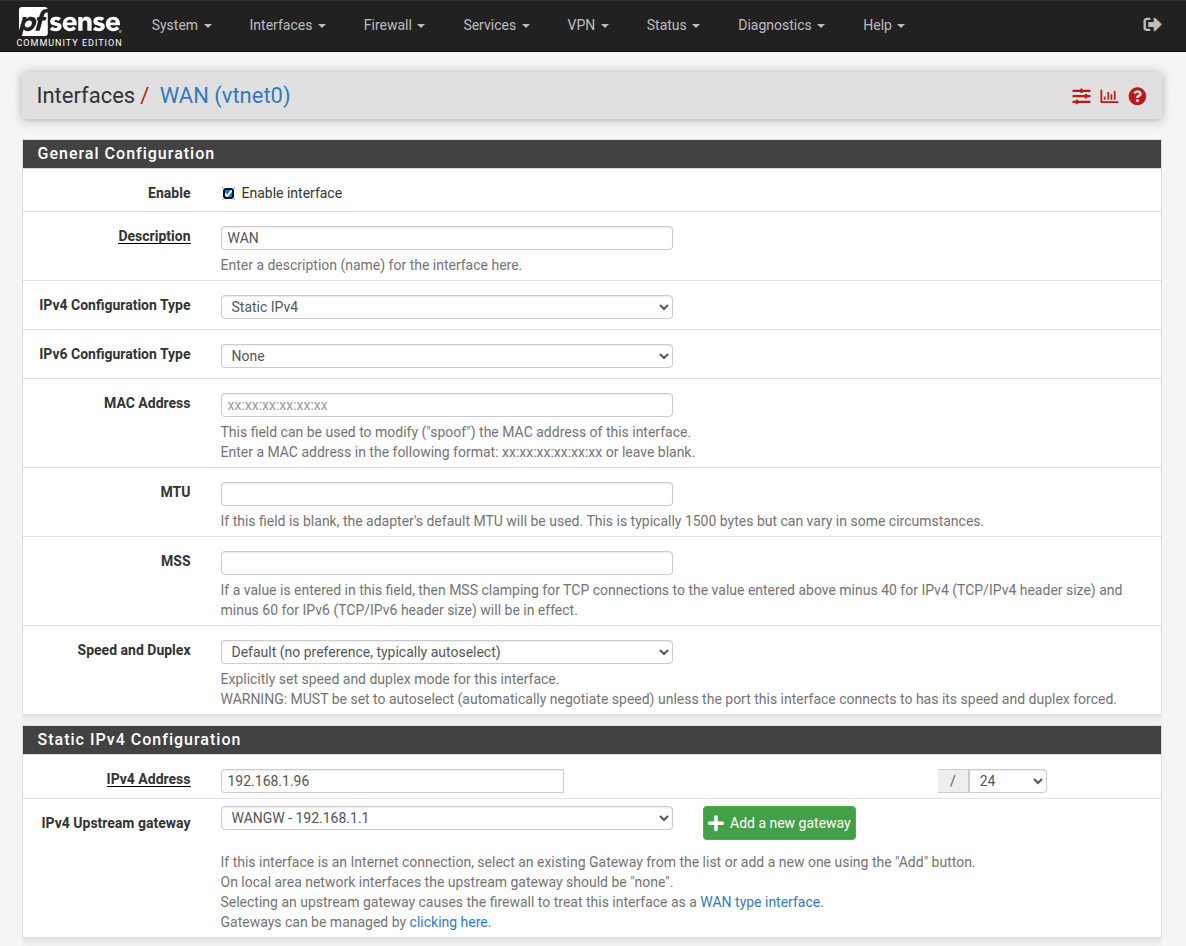 pfsense
COMMUNITY EDITION
System Interfaces Firewall Services VPN Status Diagnostics Help
Interfaces / WAN (vtnet0)
General Configuration
Enable Enable interface
Description WAN
Enter a description (name) for the interface here.
IPv4 Configuration Type Static IPv4
IPv6 Configuration Type None
MAC Address xx:xx:xx:xx:xx:xx
This field can be used to modify ("spoof") the MAC address of this interface.
Enter a MAC address in the following format: xx:xx:xx:xx:xx:xx or leave blank.
MTU
If this field is blank, the adapter's default MTU will be used. This is typically 1500 bytes but can vary in some circumstances.
MSS
If a value is entered in this field, then MSS clamping for TCP connections to the value entered above minus 40 for IPv4 (TCP/IPv4 header size) and
minus 60 for IPv6 (TCP/IPv6 header size) will be in effect.
Speed and Duplex Default (no preference, typically autoselect)
Explicitly set speed and duplex mode for this interface.
WARNING: MUST be set to autoselect (automatically negotiate speed) unless the port this interface connects to has its speed and duplex forced.
Static IPv4 Configuration
IPv4 Address 192.168.1.96 / 24
IPv4 Upstream gateway WANGW - 192.168.1.1 Add a new gateway
If this interface is an Internet connection, select an existing Gateway from the list or add a new one using the "Add" button.
On local area network interfaces the upstream gateway should be "none".
Selecting an upstream gateway causes the firewall to treat this interface as a WAN type interface.
Gateways can be managed by clicking here.